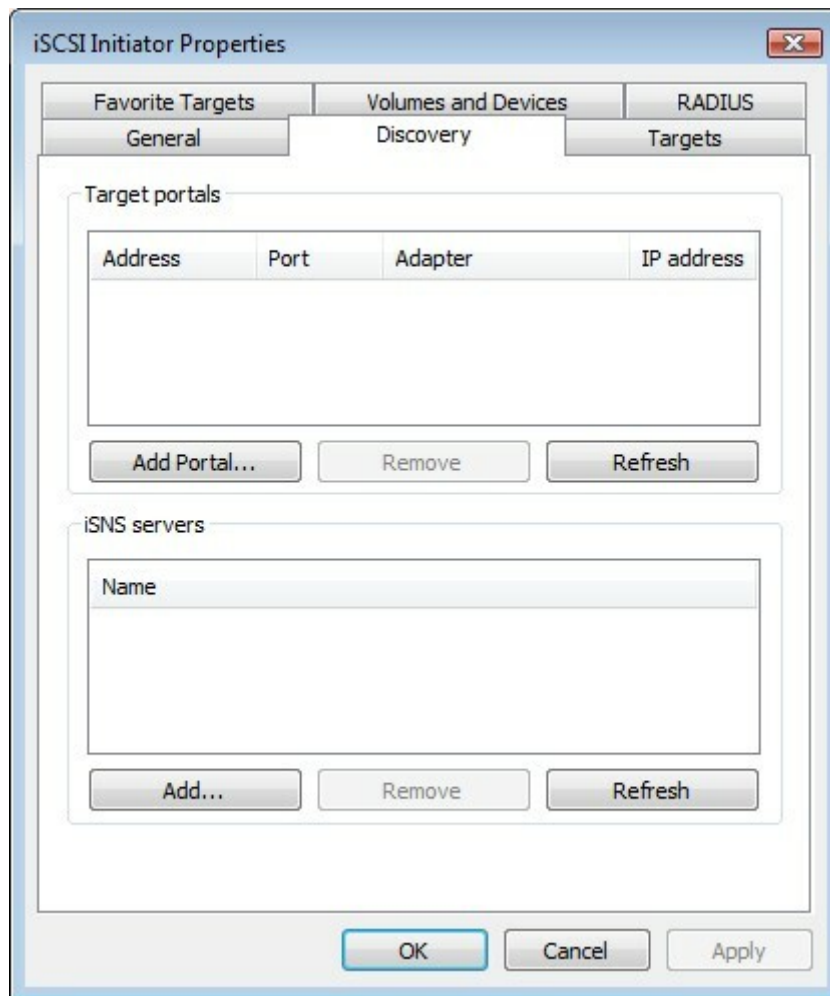 iSCSI Initiator Properties
Favorite Targets Volumes and Devices RADIUS
General Discovery Targets
Target portals
Address Port Adapter IP address
Add Portal... Remove Refresh
iSNS servers
Name
Add... Remove Refresh
OK Cancel Apply